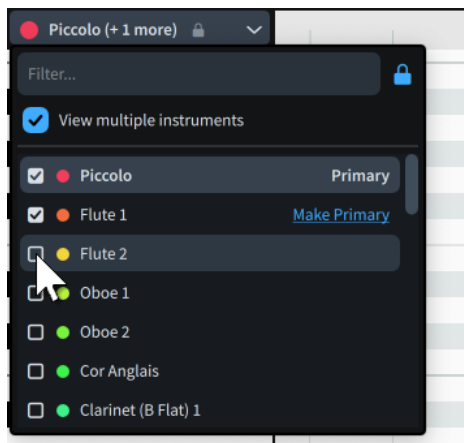 Piccolo (+ 1 more)
Filter...
View multiple instruments
Piccolo Primary
Flute 1 Make Primary
Flute 2
Oboe 1
Oboe 2
Cor Anglais
Clarinet (B Flat) 1